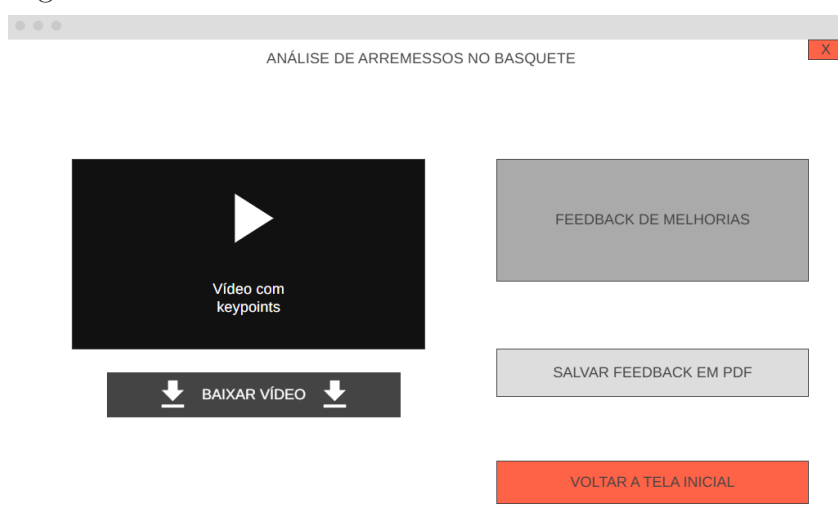 ANÁLISE DE ARREMESSOS NO BASQUETE
X
Vídeo com
keypoints
BAIXAR VÍDEO
FEEDBACK DE MELHORIAS
SALVAR FEEDBACK EM PDF
VOLTAR A TELA INICIAL